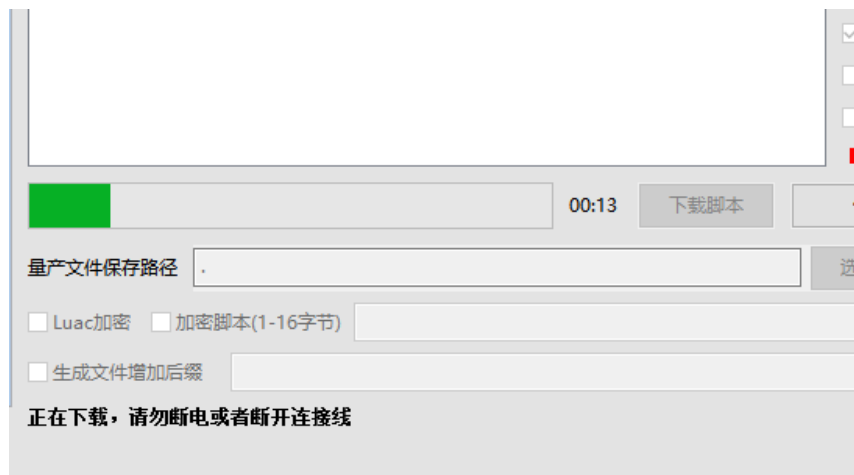 00:13 下载脚本
量产文件保存路径 . 选
Luac加密 加密脚本(1-16字节)
生成文件增加后缀
正在下载，请勿断电或者断开连接线